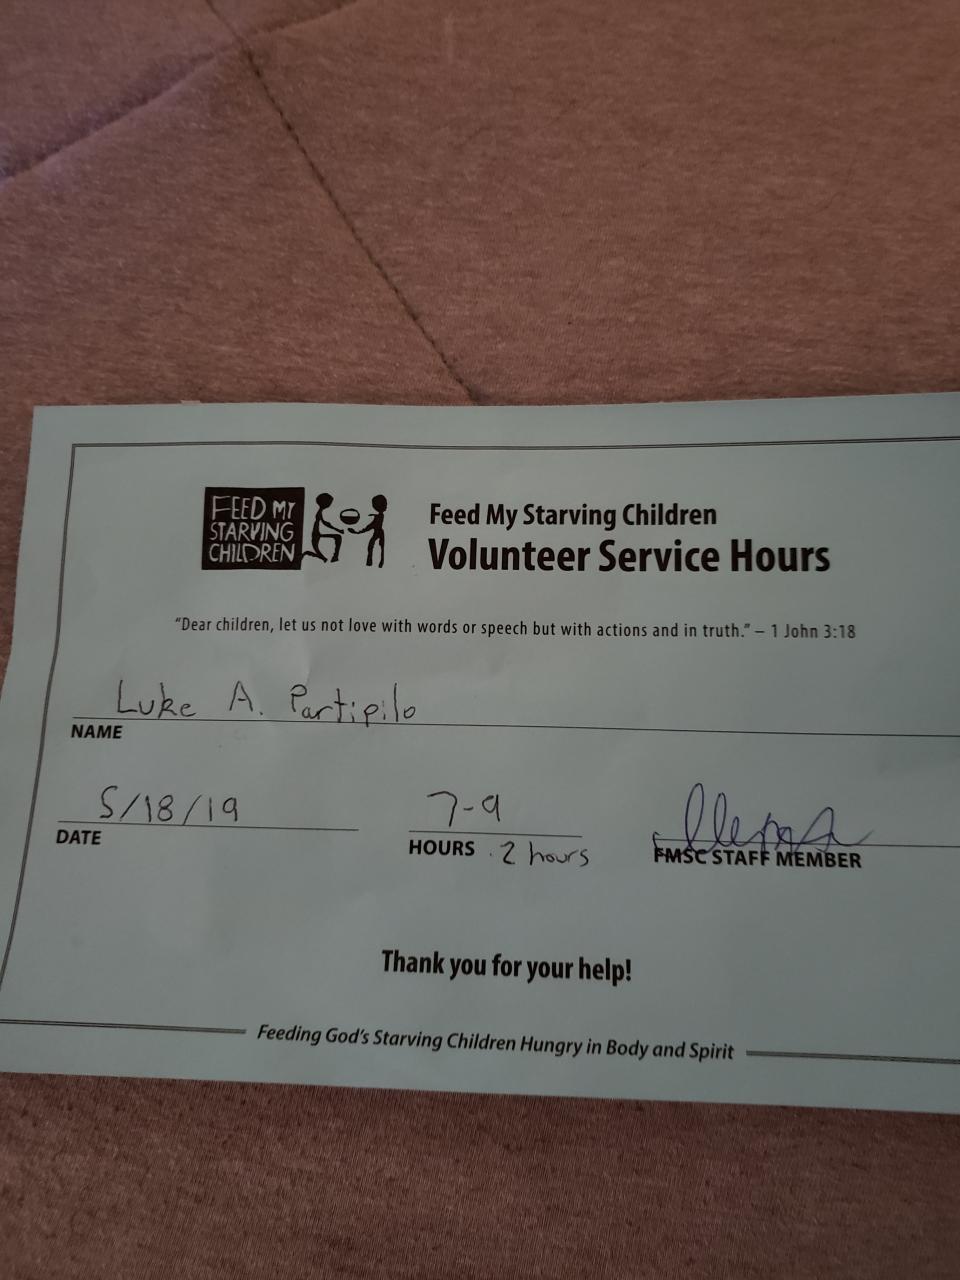 FEED MY
STARVING
CHILDREN
Feed My Starving Children
Volunteer Service Hours
“Dear children, let us not love with words or speech but with actions and in truth.” – 1 John 3:18
Luke A. Partipilo
NAME
5/18/19
DATE
7-9
HOURS 2 hours
FMSC STAFF MEMBER
Thank you for your help!
Feeding God's Starving Children Hungry in Body and Spirit